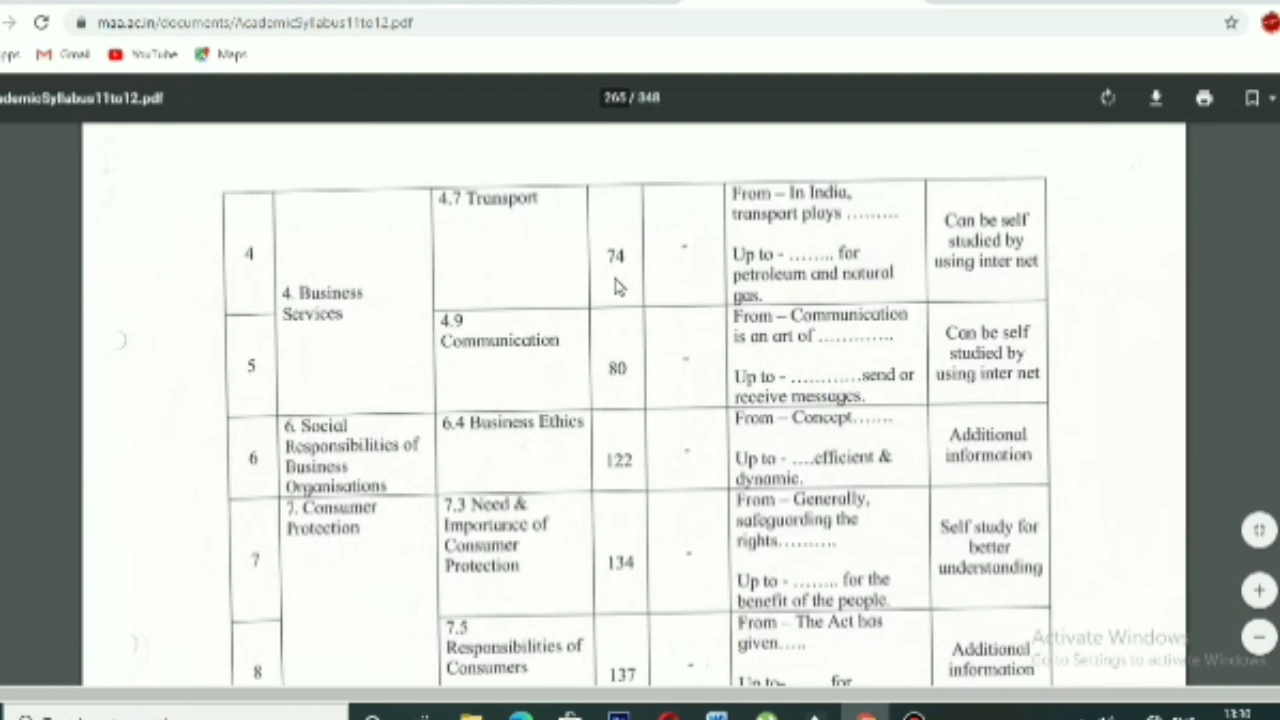 maa.ac.in/documents/AcademicSyllabus11to12.pdf
Gmail YouTube Maps
ademicSyllabus11to12.pdf
265 / 348
4
4. Business
Services
4.7 Transport
74
-
From – In India,
transport plays .........
Up to - ........ for
petroleum and natural
gas.
Can be self
studied by
using inter net
5
4.9
Communication
80
-
From – Communication
is an art of .............
Up to - .............send or
receive messages.
Can be self
studied by
using inter net
6
6. Social
Responsibilities of
Business
Organisations
6.4 Business Ethics
122
-
From – Concept.......
Up to - ....efficient &
dynamic.
Additional
information
7
7. Consumer
Protection
7.3 Need &
Importance of
Consumer
Protection
134
-
From – Generally,
safeguarding the
rights..........
Up to - ........ for the
benefit of the people.
Self study for
better
understanding
8
7.5
Responsibilities of
Consumers
137
-
From – The Act has
given.....
Up to- for
Additional
information
Activate Windows
Go to Settings to activate Windows.